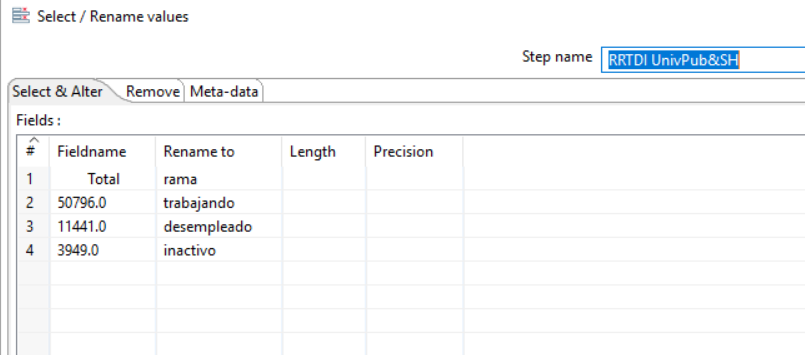 Select / Rename values
Step name RRTDI UnivPub&SH
Select & Alter Remove Meta-data
Fields :
# Fieldname Rename to Length Precision
1 Total rama
2 50796.0 trabajando
3 11441.0 desempleado
4 3949.0 inactivo